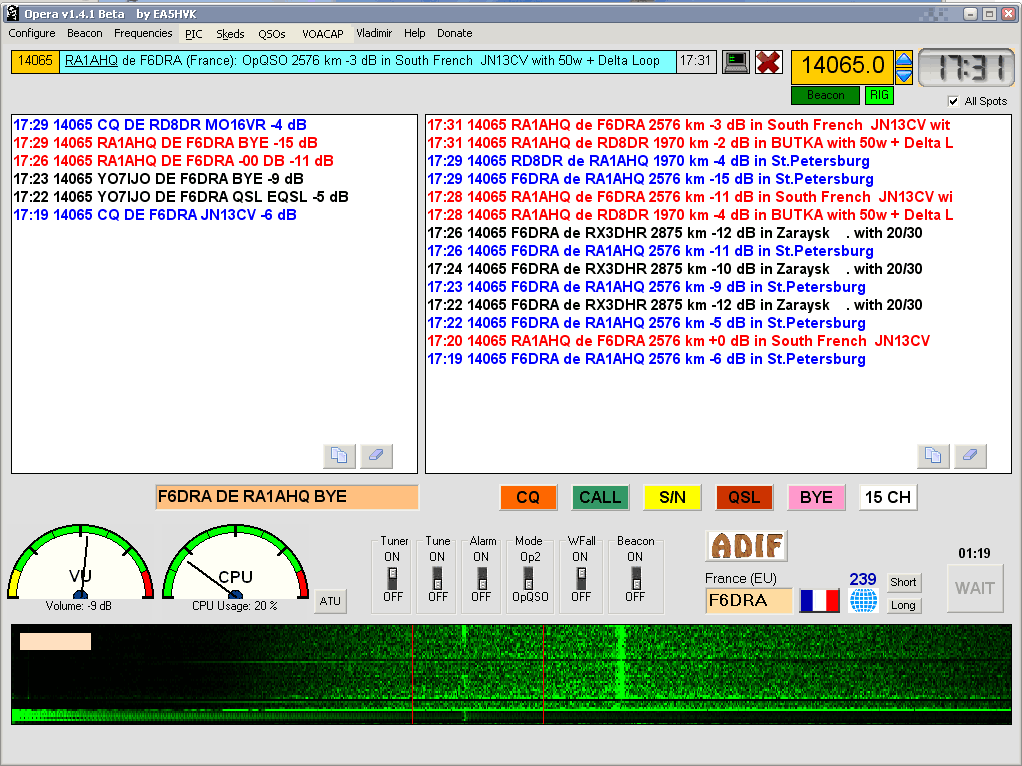 Opera v1.4.1 Beta by EA5HVK
Configure Beacon Frequencies PIC Skeds QSOs VOACAP Vladimir Help Donate
14065 RA1AHQ de F6DRA (France): OpQSO 2576 km -3 dB in South French JN13CV with 50w + Delta Loop 17:31
14065.0
17:31
Beacon RIG
All Spots
17:29 14065 CQ DE RD8DR MO16VR -4 dB
17:29 14065 RA1AHQ DE F6DRA BYE -15 dB
17:26 14065 RA1AHQ DE F6DRA -00 DB -11 dB
17:23 14065 YO7IJO DE F6DRA BYE -9 dB
17:22 14065 YO7IJO DE F6DRA QSL EQSL -5 dB
17:19 14065 CQ DE F6DRA JN13CV -6 dB
17:31 14065 RA1AHQ de F6DRA 2576 km -3 dB in South French JN13CV wit
17:31 14065 RA1AHQ de RD8DR 1970 km -2 dB in BUTKA with 50w + Delta L
17:29 14065 RD8DR de RA1AHQ 1970 km -4 dB in St.Petersburg
17:29 14065 F6DRA de RA1AHQ 2576 km -15 dB in St.Petersburg
17:28 14065 RA1AHQ de F6DRA 2576 km -11 dB in South French JN13CV wi
17:28 14065 RA1AHQ de RD8DR 1970 km -4 dB in BUTKA with 50w + Delta L
17:26 14065 F6DRA de RX3DHR 2875 km -12 dB in Zaraysk . with 20/30
17:26 14065 F6DRA de RA1AHQ 2576 km -11 dB in St.Petersburg
17:24 14065 F6DRA de RX3DHR 2875 km -10 dB in Zaraysk . with 20/30
17:23 14065 F6DRA de RA1AHQ 2576 km -9 dB in St.Petersburg
17:22 14065 F6DRA de RX3DHR 2875 km -12 dB in Zaraysk . with 20/30
17:22 14065 F6DRA de RA1AHQ 2576 km -5 dB in St.Petersburg
17:20 14065 RA1AHQ de F6DRA 2576 km +0 dB in South French JN13CV
17:19 14065 F6DRA de RA1AHQ 2576 km -6 dB in St.Petersburg
F6DRA DE RA1AHQ BYE
CQ CALL S/N QSL BYE 15 CH
VU
Volume: -9 dB
CPU
CPU Usage: 20 %
ATU
Tuner Tune Alarm Mode WFall Beacon
ON ON ON Op2 ON ON
OFF OFF OFF OpQSO OFF OFF
ADIF
France (EU)
F6DRA
239
Short
Long
01:19
WAIT